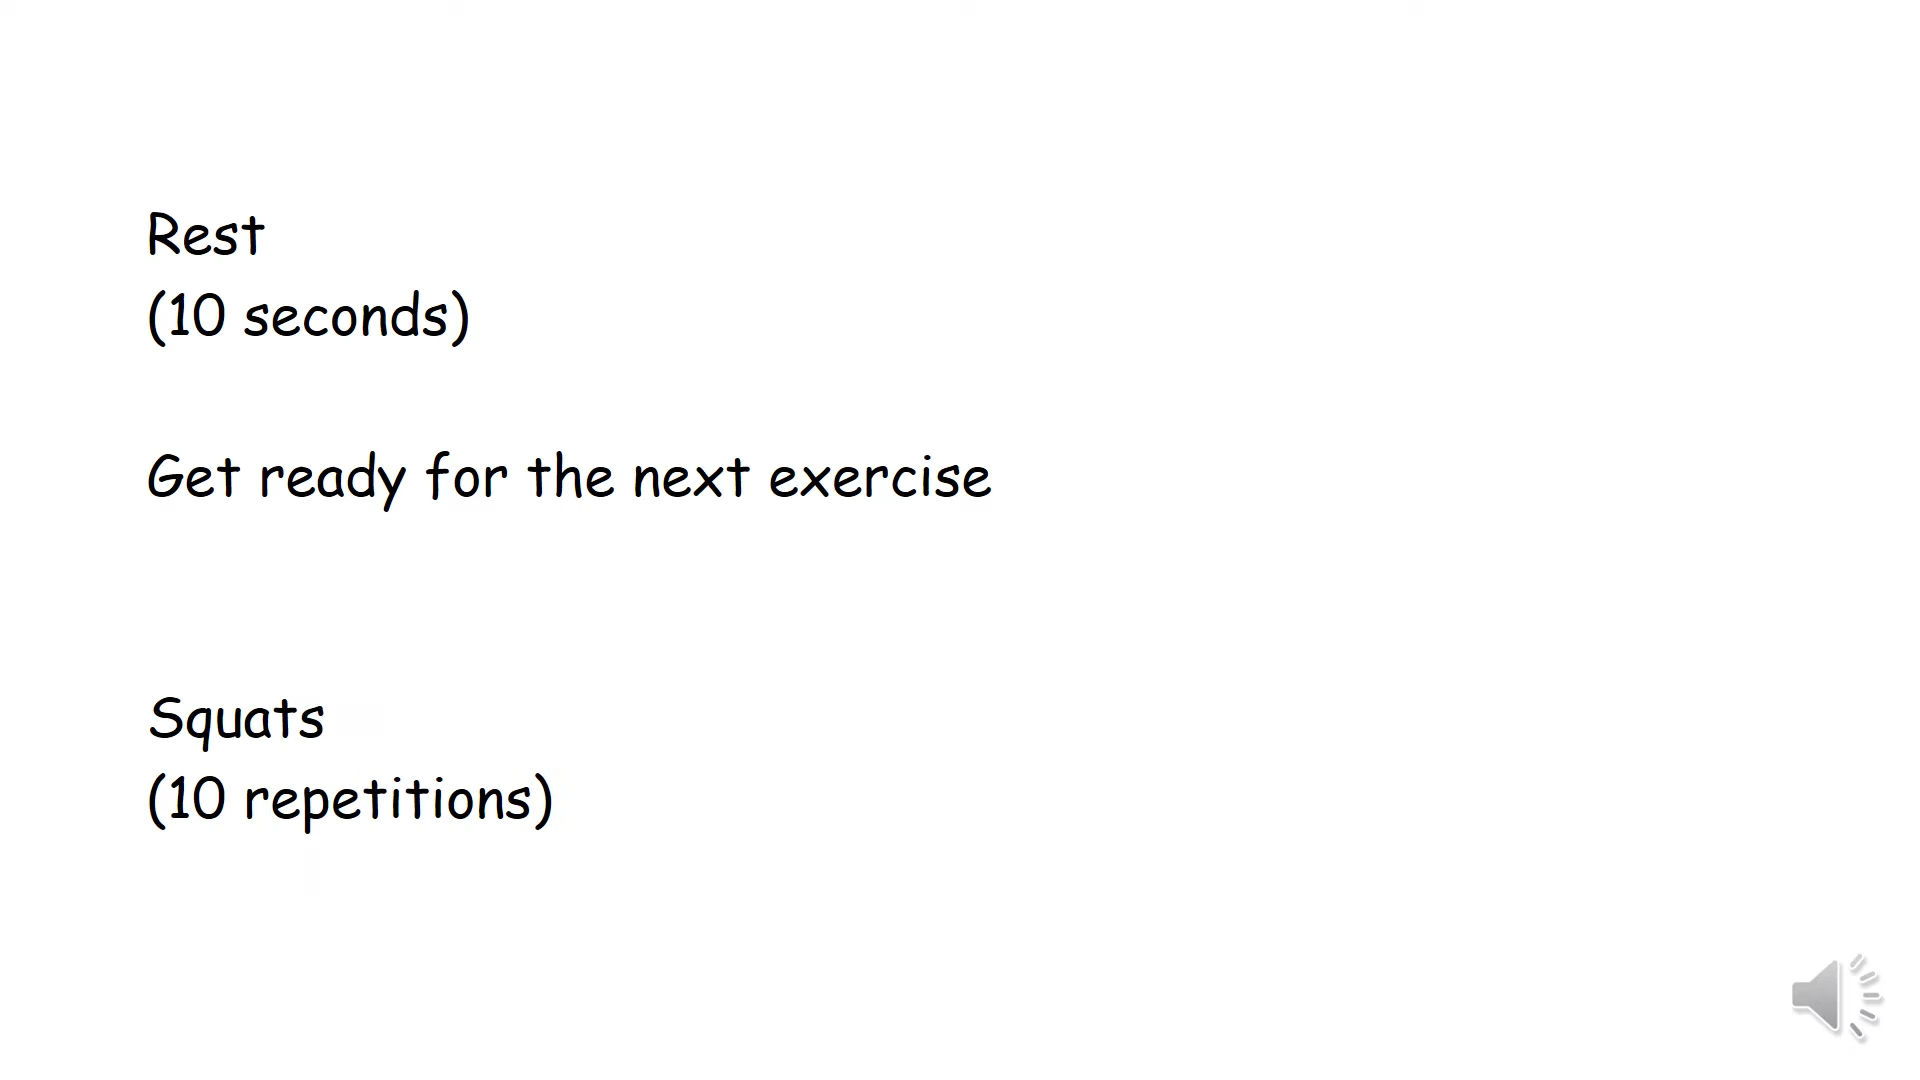 Rest
(10 seconds)
Get ready for the next exercise
Squats
(10 repetitions)